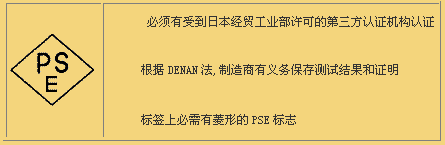 PS
E
必须有受到日本经贸工业部许可的第三方认证机构认证
根据 DENAN 法,制造商有义务保存测试结果和证明
标签上必需有菱形的 PSE 标志